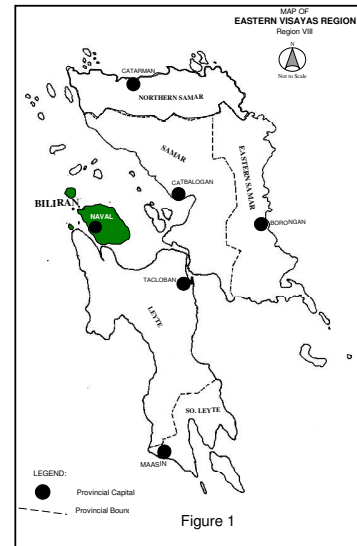 MAP OF
EASTERN VISAYAS REGION
Region VIII
N
Not to Scale
CATARMAN
NORTHERN SAMAR
SAMAR
EASTERN SAMAR
CATBALOGAN
BILIRAN
NAVAL
BORONGAN
TACLOBAN
LEYTE
SO. LEYTE
MAASIN
LEGEND:
Provincial Capital
Provincial Bound
Figure 1